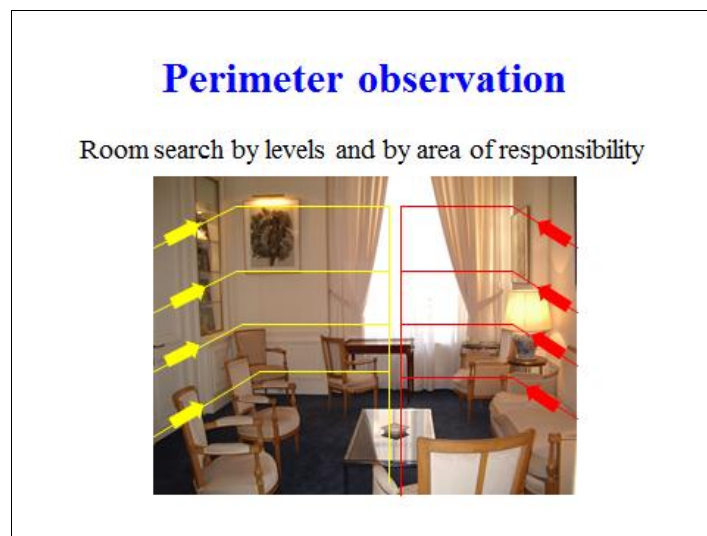 Perimeter observation
Room search by levels and by area of responsibility